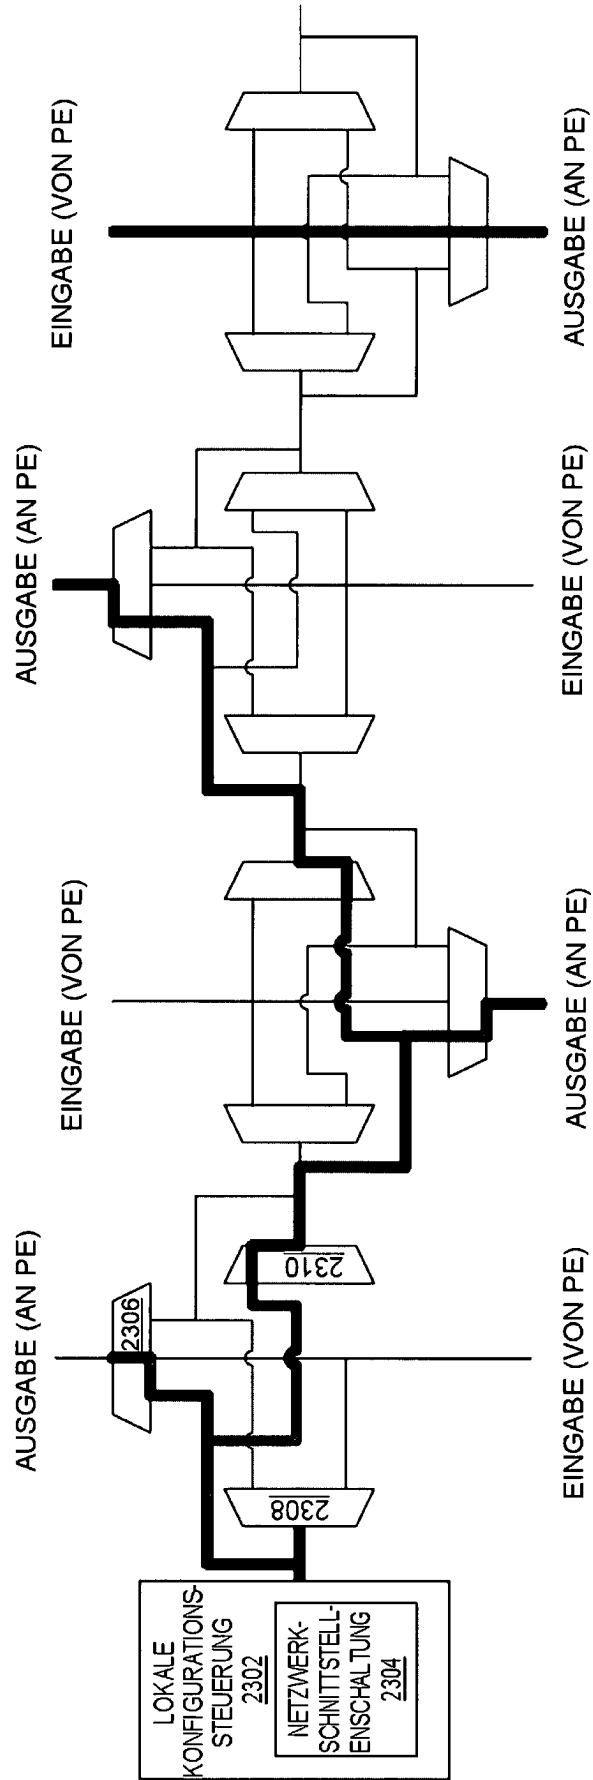 AUSGABE (AN PE)
EINGABE (VON PE)
AUSGABE (AN PE)
EINGABE (VON PE)
LOKALE
KONFIGURATIONS-
STEUERUNG
2302
NETZWERK-
SCHNITTSTELL-
ENSCHALTUNG
2304
2306
2308
2310
EINGABE (VON PE)
AUSGABE (AN PE)
EINGABE (VON PE)
AUSGABE (AN PE)